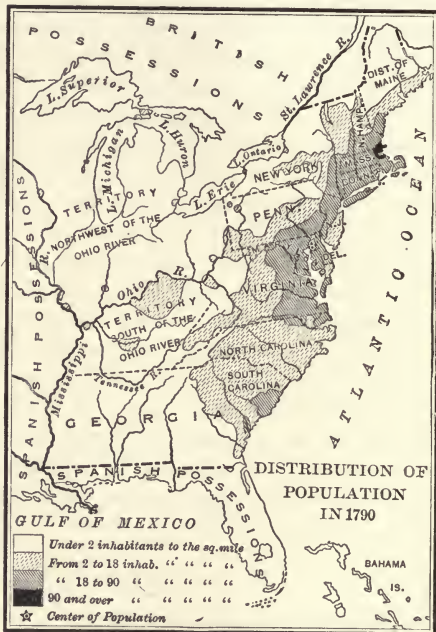 BRITISH
POSSESSIONS
L. Superior
L. Michigan
L. Huron
L. Ontario
L. Erie
St. Lawrence R.
DIST. OF
MAINE
N. HAMP.
MASS.
CONN.
NEW YORK
PENN.
DEL.
VIRGINIA
TERRITORY
NORTHWEST OF THE
OHIO RIVER
Ohio R.
TERRITORY
SOUTH OF THE
OHIO RIVER
Tennessee
NORTH CAROLINA
SOUTH
CAROLINA
GEORGIA
Mississippi
R.
SPANISH POSSESSIONS
SPANISH POSSESSIONS
ATLANTIC OCEAN
DISTRIBUTION OF
POPULATION
IN 1790
GULF OF MEXICO
BAHAMA
IS.
Under 2 inhabitants to the sq. mile
From 2 to 18 inhab. " " " "
" 18 to 90 " " " " "
90 and over " " " " "
Center of Population